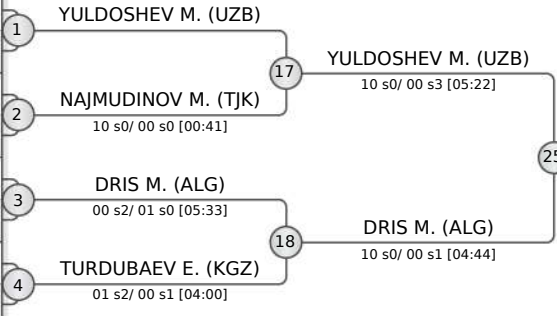 YULDOSHEV M. (UZB)
1
17
YULDOSHEV M. (UZB)
10 s0/ 00 s3 [05:22]
NAJMUDINOV M. (TJK)
2
10 s0/ 00 s0 [00:41]
25
DRIS M. (ALG)
3
00 s2/ 01 s0 [05:33]
18
DRIS M. (ALG)
10 s0/ 00 s1 [04:44]
TURDUBAEV E. (KGZ)
4
01 s2/ 00 s1 [04:00]